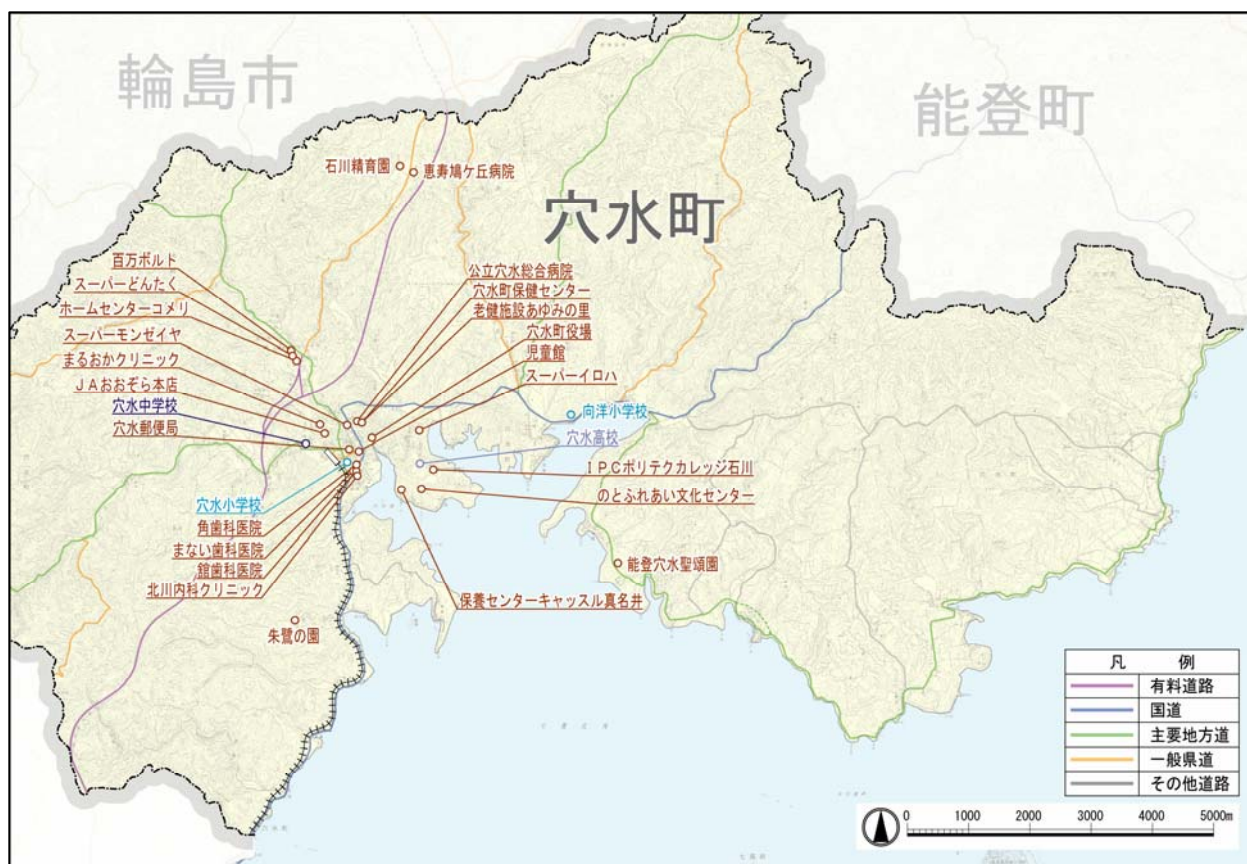 輪島市
能登町
穴水町
石川精育園
恵寿鳩ケ丘病院
百万ボルド
スーパーどんたく
ホームセンターコメリ
スーパーモンゼイヤ
まるおかクリニック
ＪＡおおぞら本店
穴水中学校
穴水郵便局
公立穴水総合病院
穴水町保健センター
老健施設あゆみの里
穴水町役場
児童館
スーパーイロハ
向洋小学校
穴水高校
ＩＰＣポリテクカレッジ石川
のとふれあい文化センター
穴水小学校
角歯科医院
まない歯科医院
舘歯科医院
北川内科クリニック
能登穴水聖頌園
保養センターキャッスル真名井
朱鷺の園
凡 例
有料道路
国道
主要地方道
一般県道
その他道路
0 1000 2000 3000 4000 5000m